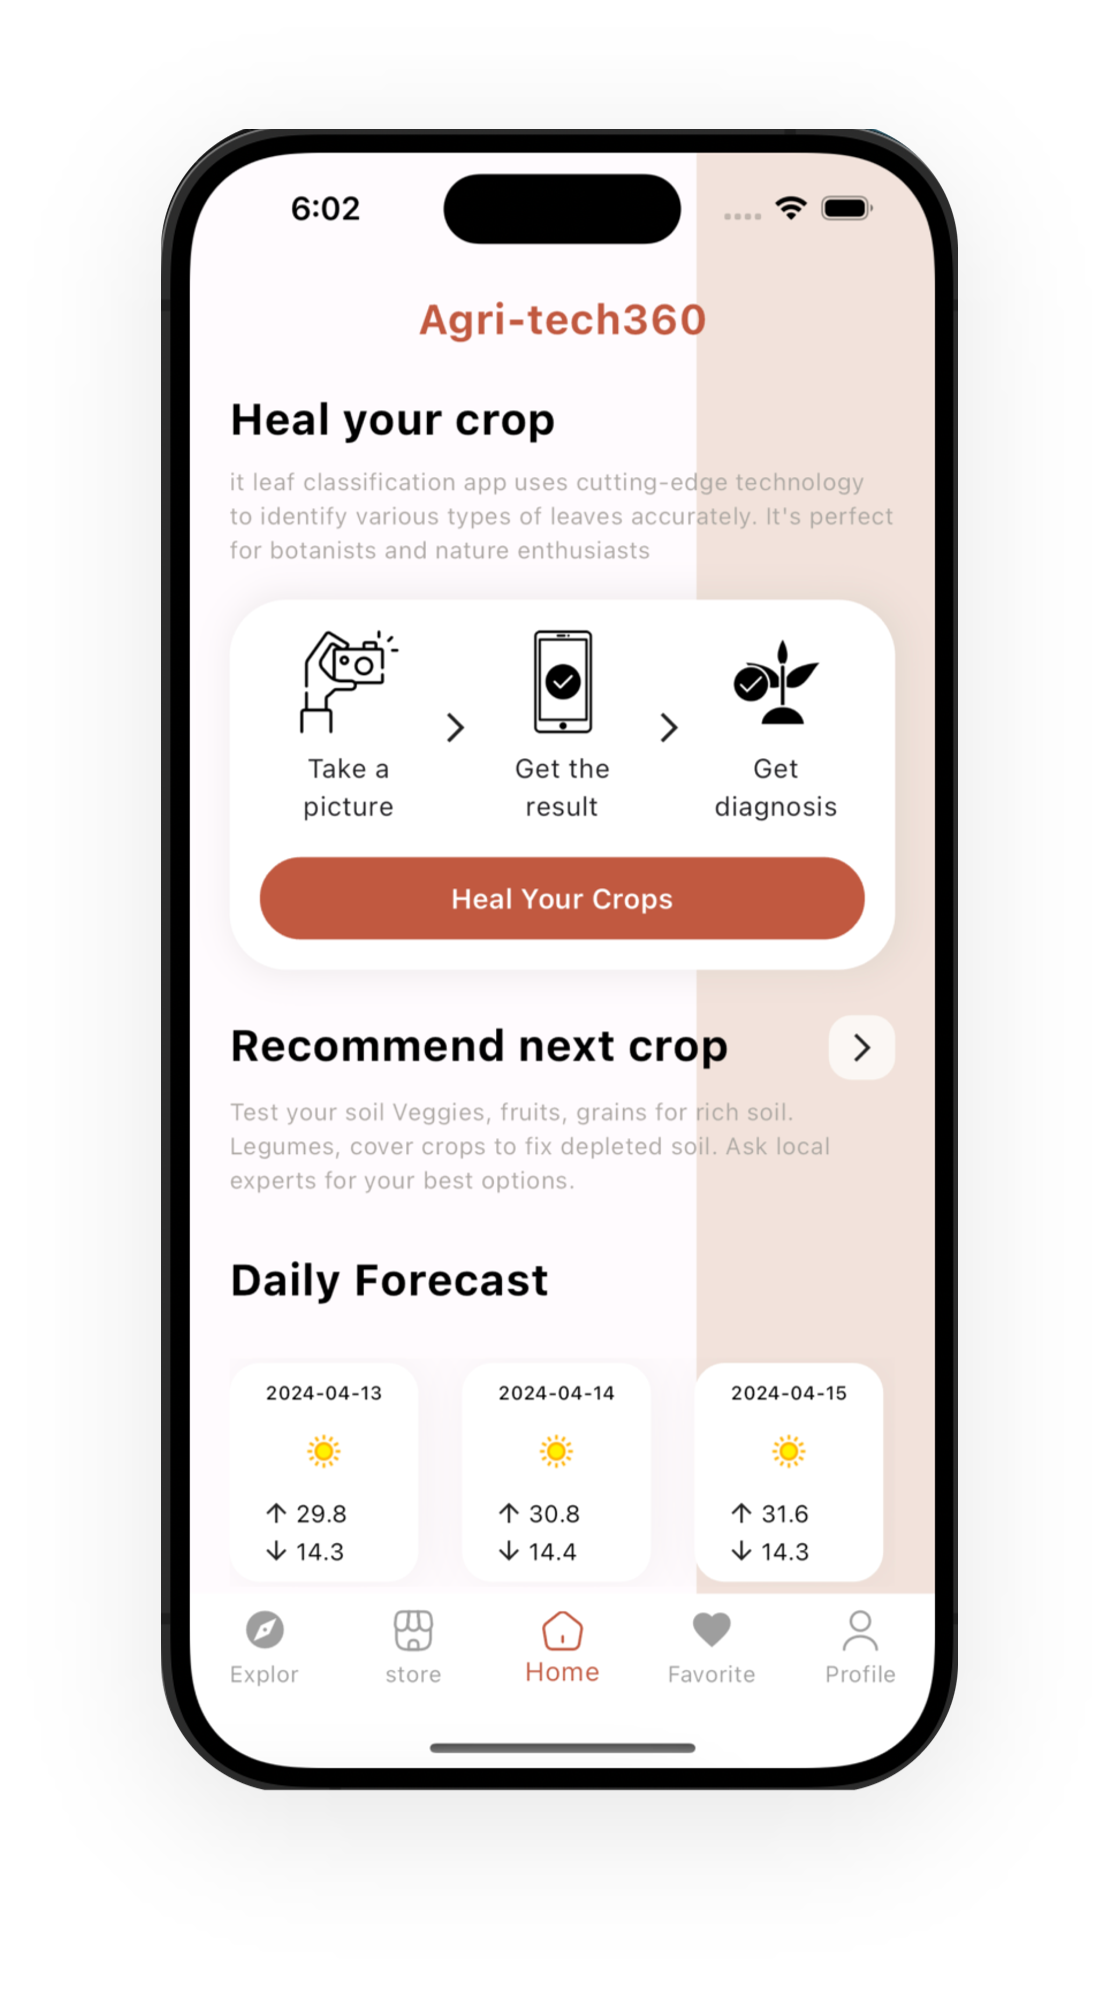 6:02
Agri-tech360
Heal your crop
it leaf classification app uses cutting-edge technology
to identify various types of leaves accurately. It's perfect
for botanists and nature enthusiasts
Take a
picture
Get the
result
Get
diagnosis
Heal Your Crops
Recommend next crop
Test your soil Veggies, fruits, grains for rich soil.
Legumes, cover crops to fix depleted soil. Ask local
experts for your best options.
Daily Forecast
2024-04-13
↑ 29.8
↓ 14.3
2024-04-14
↑ 30.8
↓ 14.4
2024-04-15
↑ 31.6
↓ 14.3
Explor
store
Home
Favorite
Profile